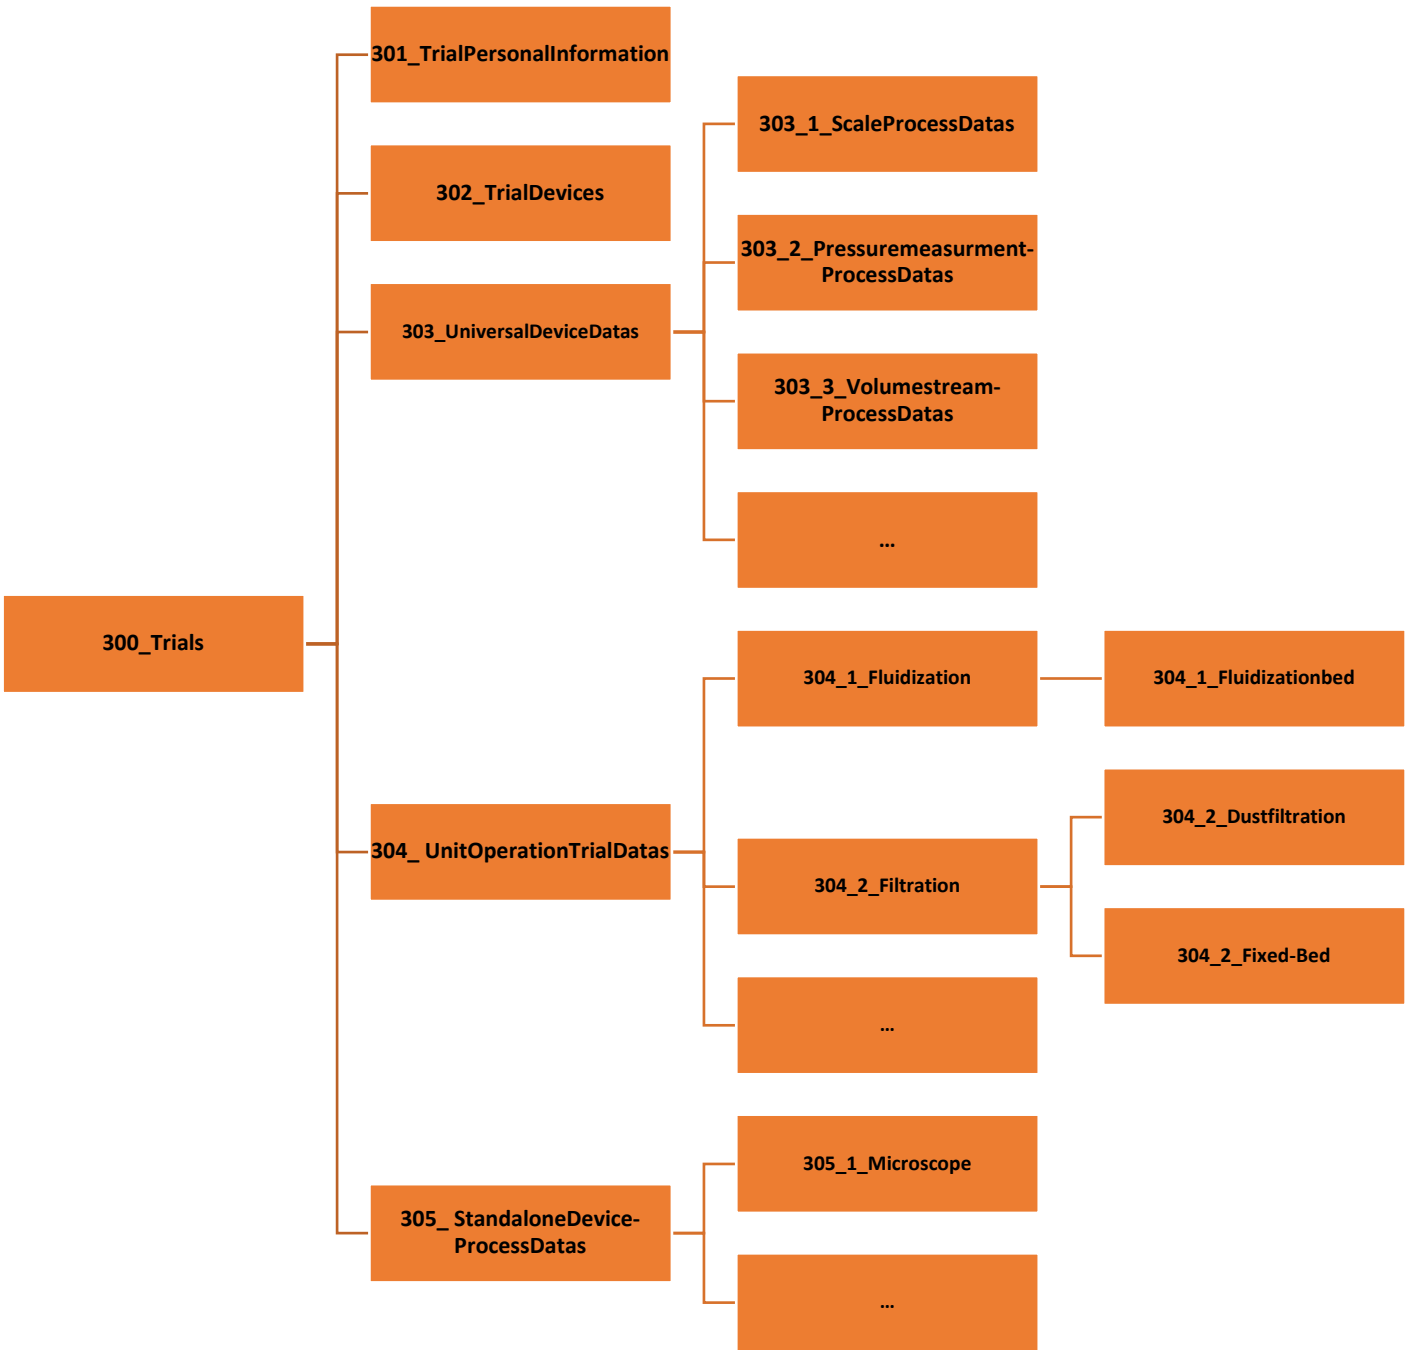 301_TrialPersonalInformation
303_1_ScaleProcessDatas
302_TrialDevices
303_2_Pressuremeasurment-
ProcessDatas
303_UniversalDeviceDatas
303_3_Volumestream-
ProcessDatas
...
300_Trials
304_1_Fluidization
304_1_Fluidizationbed
304_2_Dustfiltration
304_ UnitOperationTrialDatas
304_2_Filtration
304_2_Fixed-Bed
...
305_1_Microscope
305_ StandaloneDevice-
ProcessDatas
...